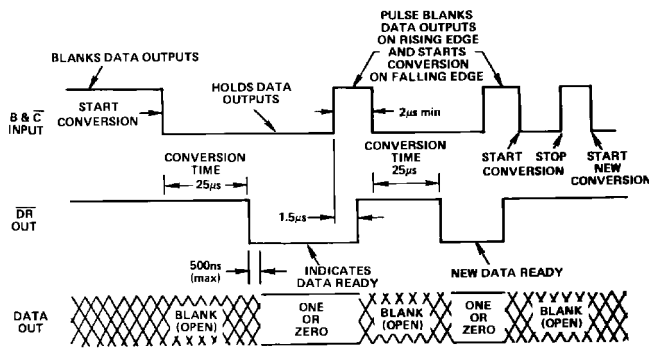 PULSE BLANKS
DATA OUTPUTS
ON RISING EDGE
AND STARTS
CONVERSION
ON FALLING EDGE
BLANKS DATA OUTPUTS
HOLDS DATA
OUTPUTS
START
CONVERSION
B & C̅
INPUT
2μs min
CONVERSION
TIME
25μs
CONVERSION
TIME
25μs
START
CONVERSION
STOP
START
NEW
CONVERSION
D̅R̅
OUT
1.5μs
500ns
(max)
INDICATES
DATA READY
NEW DATA READY
DATA
OUT
BLANK
(OPEN)
ONE
OR
ZERO
BLANK
(OPEN)
ONE
OR
ZERO
BLANK
(OPEN)